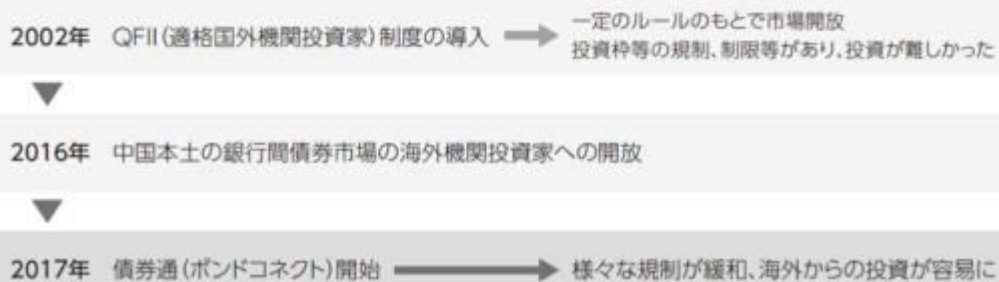 2002年 QFII(適格国外機関投資家)制度の導入
一定のルールのもとで市場開放
投資枠等の規制、制限等があり、投資が難しかった
2016年 中国本土の銀行間債券市場の海外機関投資家への開放
2017年 債券通(ボンドコネクト)開始
様々な規制が緩和、海外からの投資が容易に